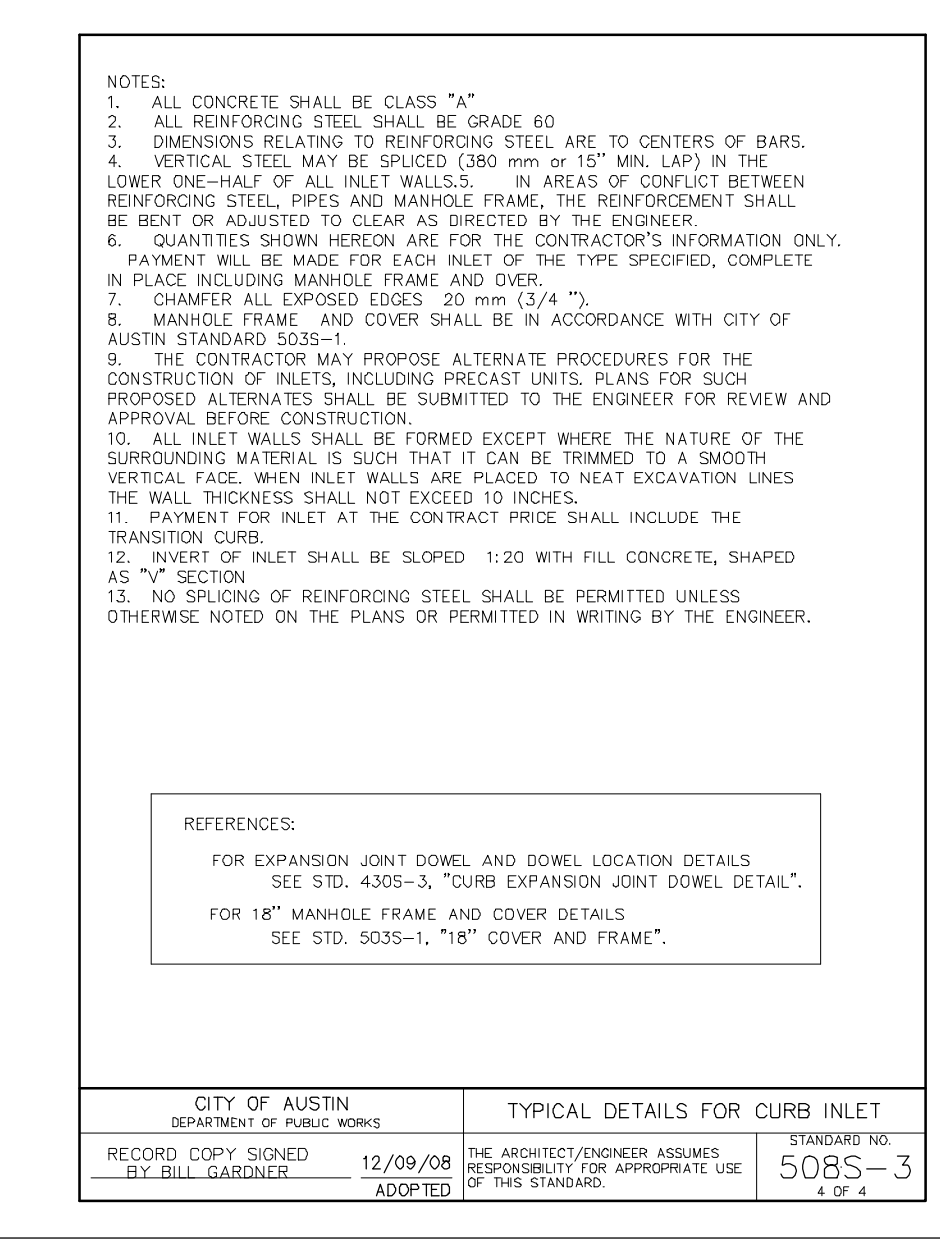 NOTES:
1. ALL CONCRETE SHALL BE CLASS "A"
2. ALL REINFORCING STEEL SHALL BE GRADE 60
3. DIMENSIONS RELATING TO REINFORCING STEEL ARE TO CENTERS OF BARS.
4. VERTICAL STEEL MAY BE SPLICED (380 mm or 15" MIN. LAP) IN THE
LOWER ONE-HALF OF ALL INLET WALLS.5. IN AREAS OF CONFLICT BETWEEN
REINFORCING STEEL, PIPES AND MANHOLE FRAME, THE REINFORCEMENT SHALL
BE BENT OR ADJUSTED TO CLEAR AS DIRECTED BY THE ENGINEER.
6. QUANTITIES SHOWN HEREON ARE FOR THE CONTRACTOR'S INFORMATION ONLY.
PAYMENT WILL BE MADE FOR EACH INLET OF THE TYPE SPECIFIED, COMPLETE
IN PLACE INCLUDING MANHOLE FRAME AND OVER.
7. CHAMFER ALL EXPOSED EDGES 20 mm (3/4 ").
8. MANHOLE FRAME AND COVER SHALL BE IN ACCORDANCE WITH CITY OF
AUSTIN STANDARD 503S-1.
9. THE CONTRACTOR MAY PROPOSE ALTERNATE PROCEDURES FOR THE
CONSTRUCTION OF INLETS, INCLUDING PRECAST UNITS. PLANS FOR SUCH
PROPOSED ALTERNATES SHALL BE SUBMITTED TO THE ENGINEER FOR REVIEW AND
APPROVAL BEFORE CONSTRUCTION.
10. ALL INLET WALLS SHALL BE FORMED EXCEPT WHERE THE NATURE OF THE
SURROUNDING MATERIAL IS SUCH THAT IT CAN BE TRIMMED TO A SMOOTH
VERTICAL FACE. WHEN INLET WALLS ARE PLACED TO NEAT EXCAVATION LINES
THE WALL THICKNESS SHALL NOT EXCEED 10 INCHES.
11. PAYMENT FOR INLET AT THE CONTRACT PRICE SHALL INCLUDE THE
TRANSITION CURB.
12. INVERT OF INLET SHALL BE SLOPED 1:20 WITH FILL CONCRETE, SHAPED
AS "V" SECTION
13. NO SPLICING OF REINFORCING STEEL SHALL BE PERMITTED UNLESS
OTHERWISE NOTED ON THE PLANS OR PERMITTED IN WRITING BY THE ENGINEER.
REFERENCES:
FOR EXPANSION JOINT DOWEL AND DOWEL LOCATION DETAILS
SEE STD. 430S-3, "CURB EXPANSION JOINT DOWEL DETAIL".
FOR 18" MANHOLE FRAME AND COVER DETAILS
SEE STD. 503S-1, "18" COVER AND FRAME".
CITY OF AUSTIN
DEPARTMENT OF PUBLIC WORKS
TYPICAL DETAILS FOR CURB INLET
RECORD COPY SIGNED
BY BILL GARDNER
12/09/08
ADOPTED
THE ARCHITECT/ENGINEER ASSUMES
RESPONSIBILITY FOR APPROPRIATE USE
OF THIS STANDARD.
STANDARD NO.
508S-3
4 OF 4